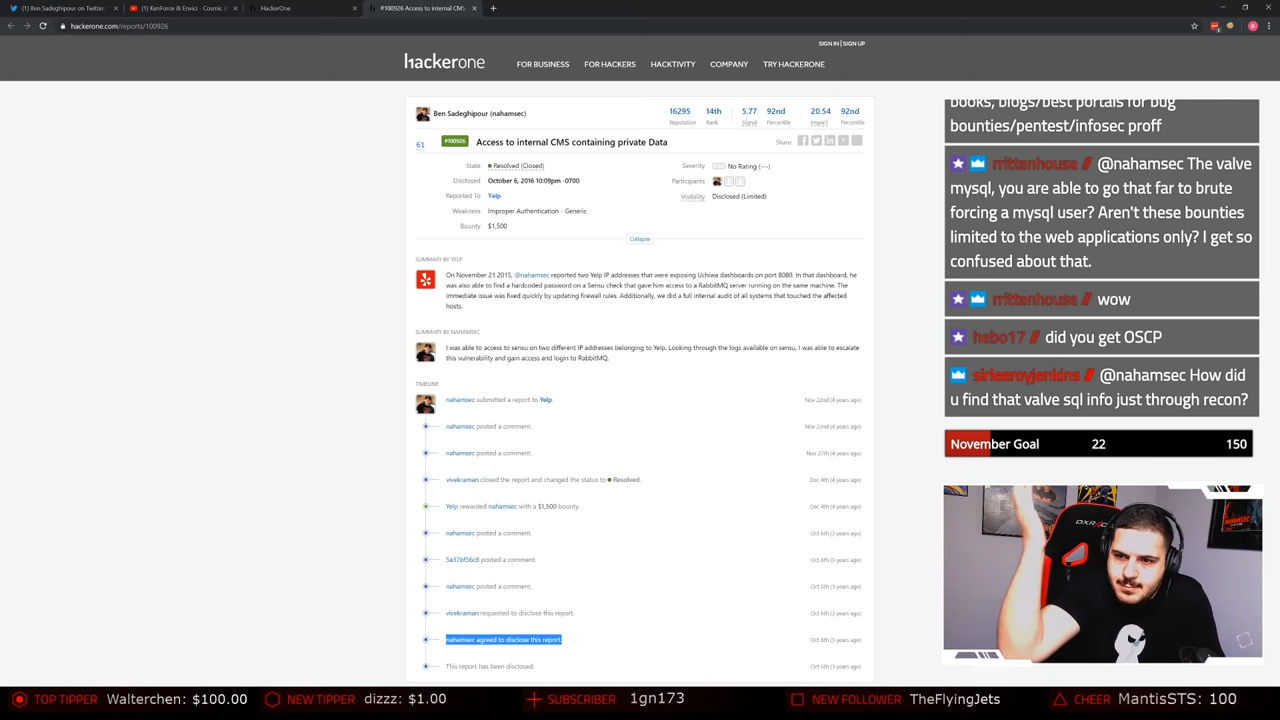 (1) Ben Sadeghipour on Twitter:
(1) KenForce & Envici - Cosmic (
HackerOne
#100926 Access to internal CMS
hackerone.com/reports/100926
SIGN IN | SIGN UP
hackerone
FOR BUSINESS
FOR HACKERS
HACKTIVITY
COMPANY
TRY HACKERONE
Ben Sadeghipour (nahamsec)
16295
Reputation
14th
Rank
5.77
Signal
92nd
Percentile
20.54
Impact
92nd
Percentile
61
#100926
Access to internal CMS containing private Data
Share:
State
Resolved (Closed)
Disclosed
October 6, 2016 10:09pm -0700
Reported To
Yelp
Weakness
Improper Authentication - Generic
Bounty
$1,500
Severity
No Rating (---)
Participants
Visibility
Disclosed (Limited)
Collapse
SUMMARY BY YELP
On November 21 2015, @nahamsec reported two Yelp IP addresses that were exposing Uchiwa dashboards on port 8080. In that dashboard, he
was also able to find a hardcoded password on a Sensu check that gave him access to a RabbitMQ server running on the same machine. The
immediate issue was fixed quickly by updating firewall rules. Additionally, we did a full internal audit of all systems that touched the affected
hosts.
SUMMARY BY NAHAMSEC
I was able to access to sensu on two different IP addresses belonging to Yelp. Looking through the logs available on sensu, I was able to escalate
this vulnerability and gain access and login to RabbitMQ.
TIMELINE
nahamsec submitted a report to Yelp.
Nov 22nd (4 years ago)
nahamsec posted a comment.
Nov 22nd (4 years ago)
nahamsec posted a comment.
Nov 27th (4 years ago)
vivekraman closed the report and changed the status to Resolved.
Dec 4th (4 years ago)
Yelp rewarded nahamsec with a $1,500 bounty.
Dec 4th (4 years ago)
nahamsec posted a comment.
Oct 6th (3 years ago)
5a37bf56c8 posted a comment.
Oct 6th (3 years ago)
nahamsec posted a comment.
Oct 6th (3 years ago)
vivekraman requested to disclose this report.
Oct 6th (3 years ago)
nahamsec agreed to disclose this report.
Oct 6th (3 years ago)
This report has been disclosed.
Oct 6th (3 years ago)
books, blogs/best portals for bug
bounties/pentest/infosec proff
rrittenhouse // @nahamsec The valve
mysql, you are able to go that far to brute
forcing a mysql user? Aren't these bounties
limited to the web applications only? I get so
confused about that.
rrittenhouse // wow
hebo17 // did you get OSCP
sirleeroyjenkins // @nahamsec How did
u find that valve sql info just through recon?
November Goal
22
150
DXR
TOP TIPPER
Walterchen: $100.00
NEW TIPPER
dizzz: $1.00
SUBSCRIBER
1gn173
NEW FOLLOWER
TheFlyingJets
CHEER
MantisSTS: 100